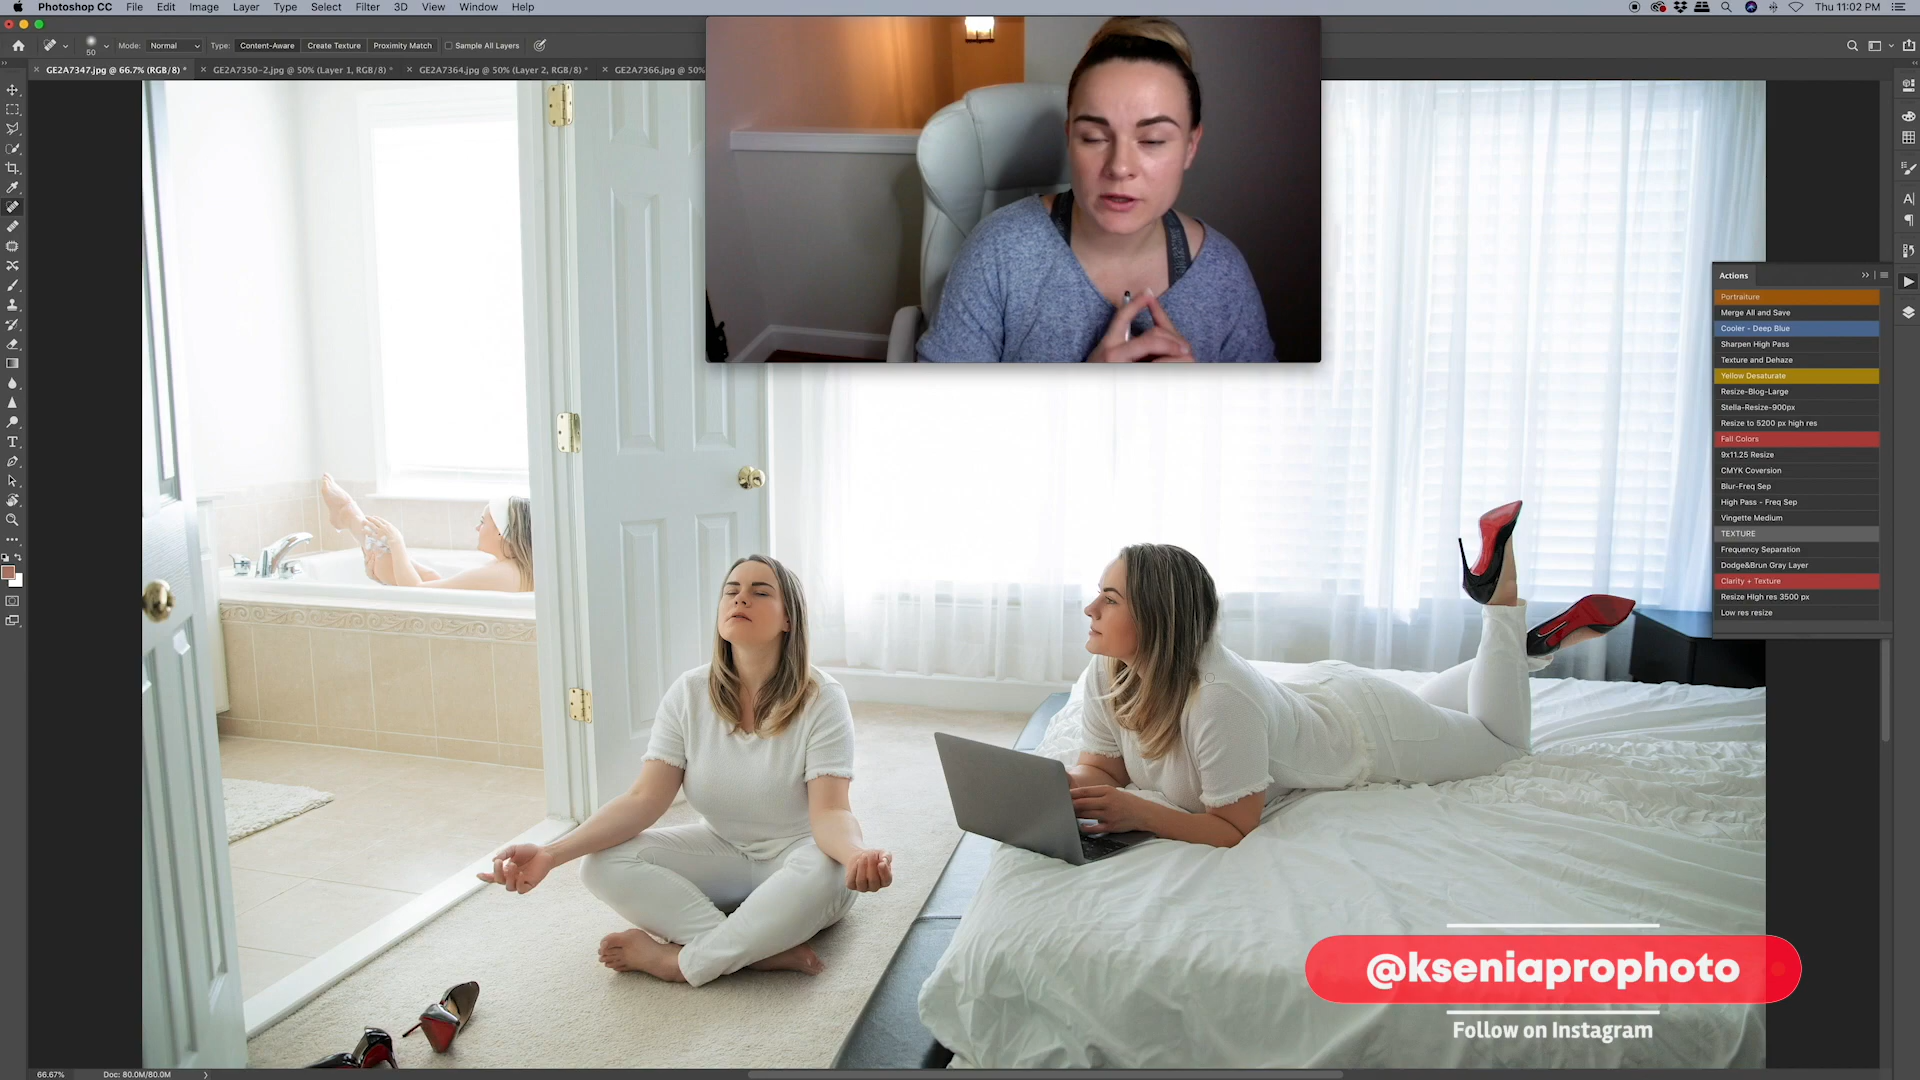 Photoshop CC File Edit Image Layer Type Select Filter 3D View Window Help Thu 11:02 PM
50 Mode: Normal Type: Content-Aware Create Texture Proximity Match Sample All Layers
GE2A7347.jpg @ 66.7% (RGB/8) * GE2A7350-2.jpg @ 50% (Layer 1, RGB/8) * GE2A7364.jpg @ 50% (Layer 2, RGB/8) * GE2A7366.jpg @ 50%
Actions
Portraiture
Merge All and Save
Cooler - Deep Blue
Sharpen High Pass
Texture and Dehaze
Yellow Desaturate
Resize-Blog-Large
Stella-Resize-900px
Resize to 5200 px high res
Fall Colors
9x11.25 Resize
CMYK Coversion
Blur-Freq Sep
High Pass - Freq Sep
Vingette Medium
TEXTURE
Frequency Separation
Dodge&Brun Gray Layer
Clarity + Texture
Resize High res 3500 px
Low res resize
@kseniaprophoto
Follow on Instagram
66.67% Doc: 80.0M/80.0M